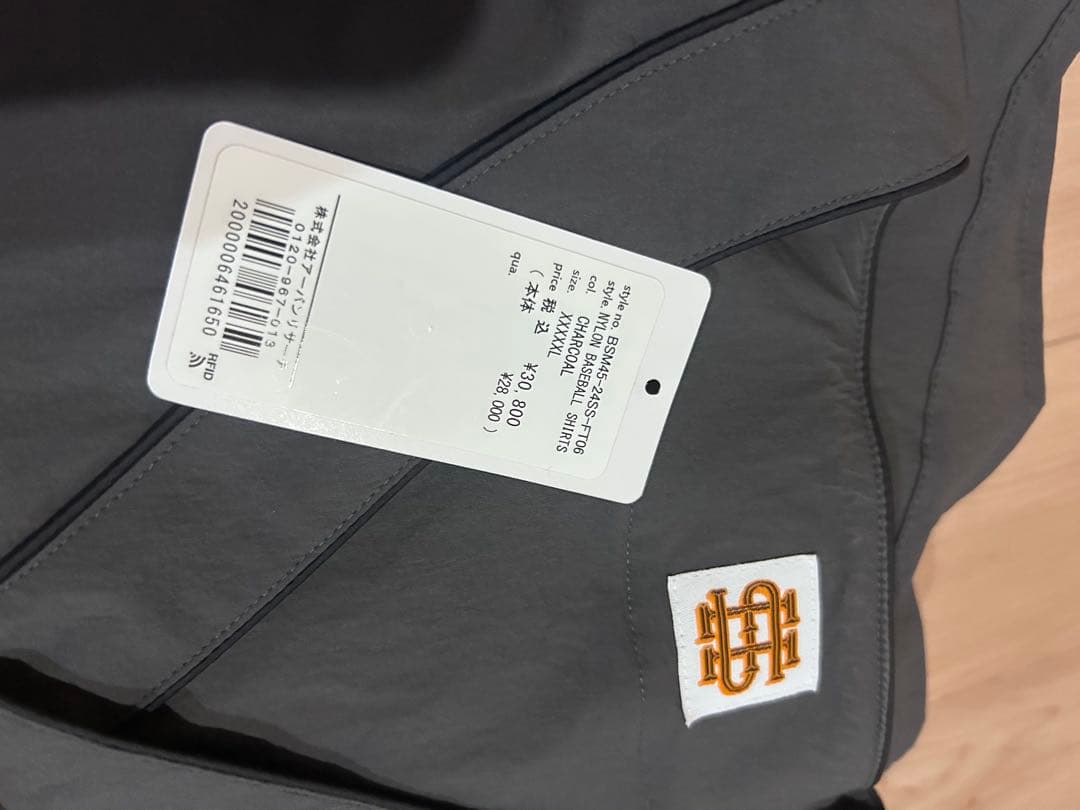 style no. BSM45-24SS-FT06
style. NYLON BASEBALL SHIRTS
col. CHARCOAL
size. XXXXXL
price 税込 ¥30,800
(本体 ¥28,000)
qua.
株式会社アーバンリサーチ
0120-967-013
2000006461650
RFID